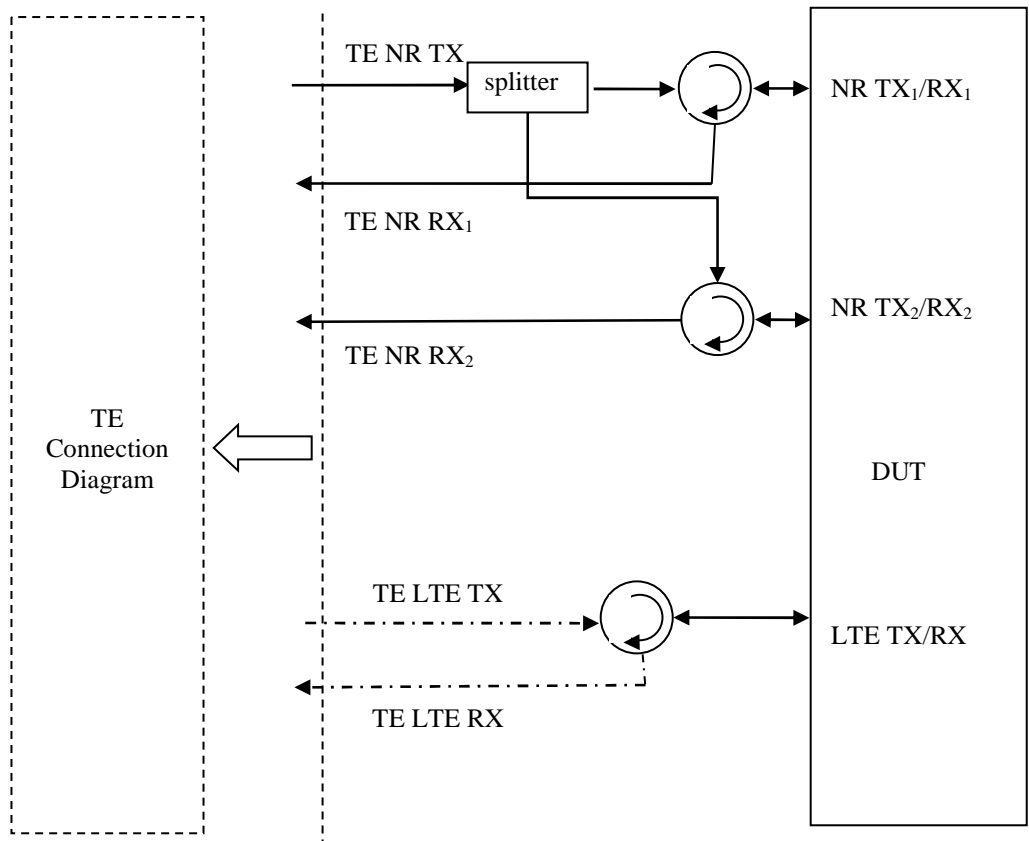 TE NR TX
splitter
NR TX₁/RX₁
TE NR RX₁
NR TX₂/RX₂
TE NR RX₂
TE
Connection
Diagram
DUT
TE LTE TX
LTE TX/RX
TE LTE RX